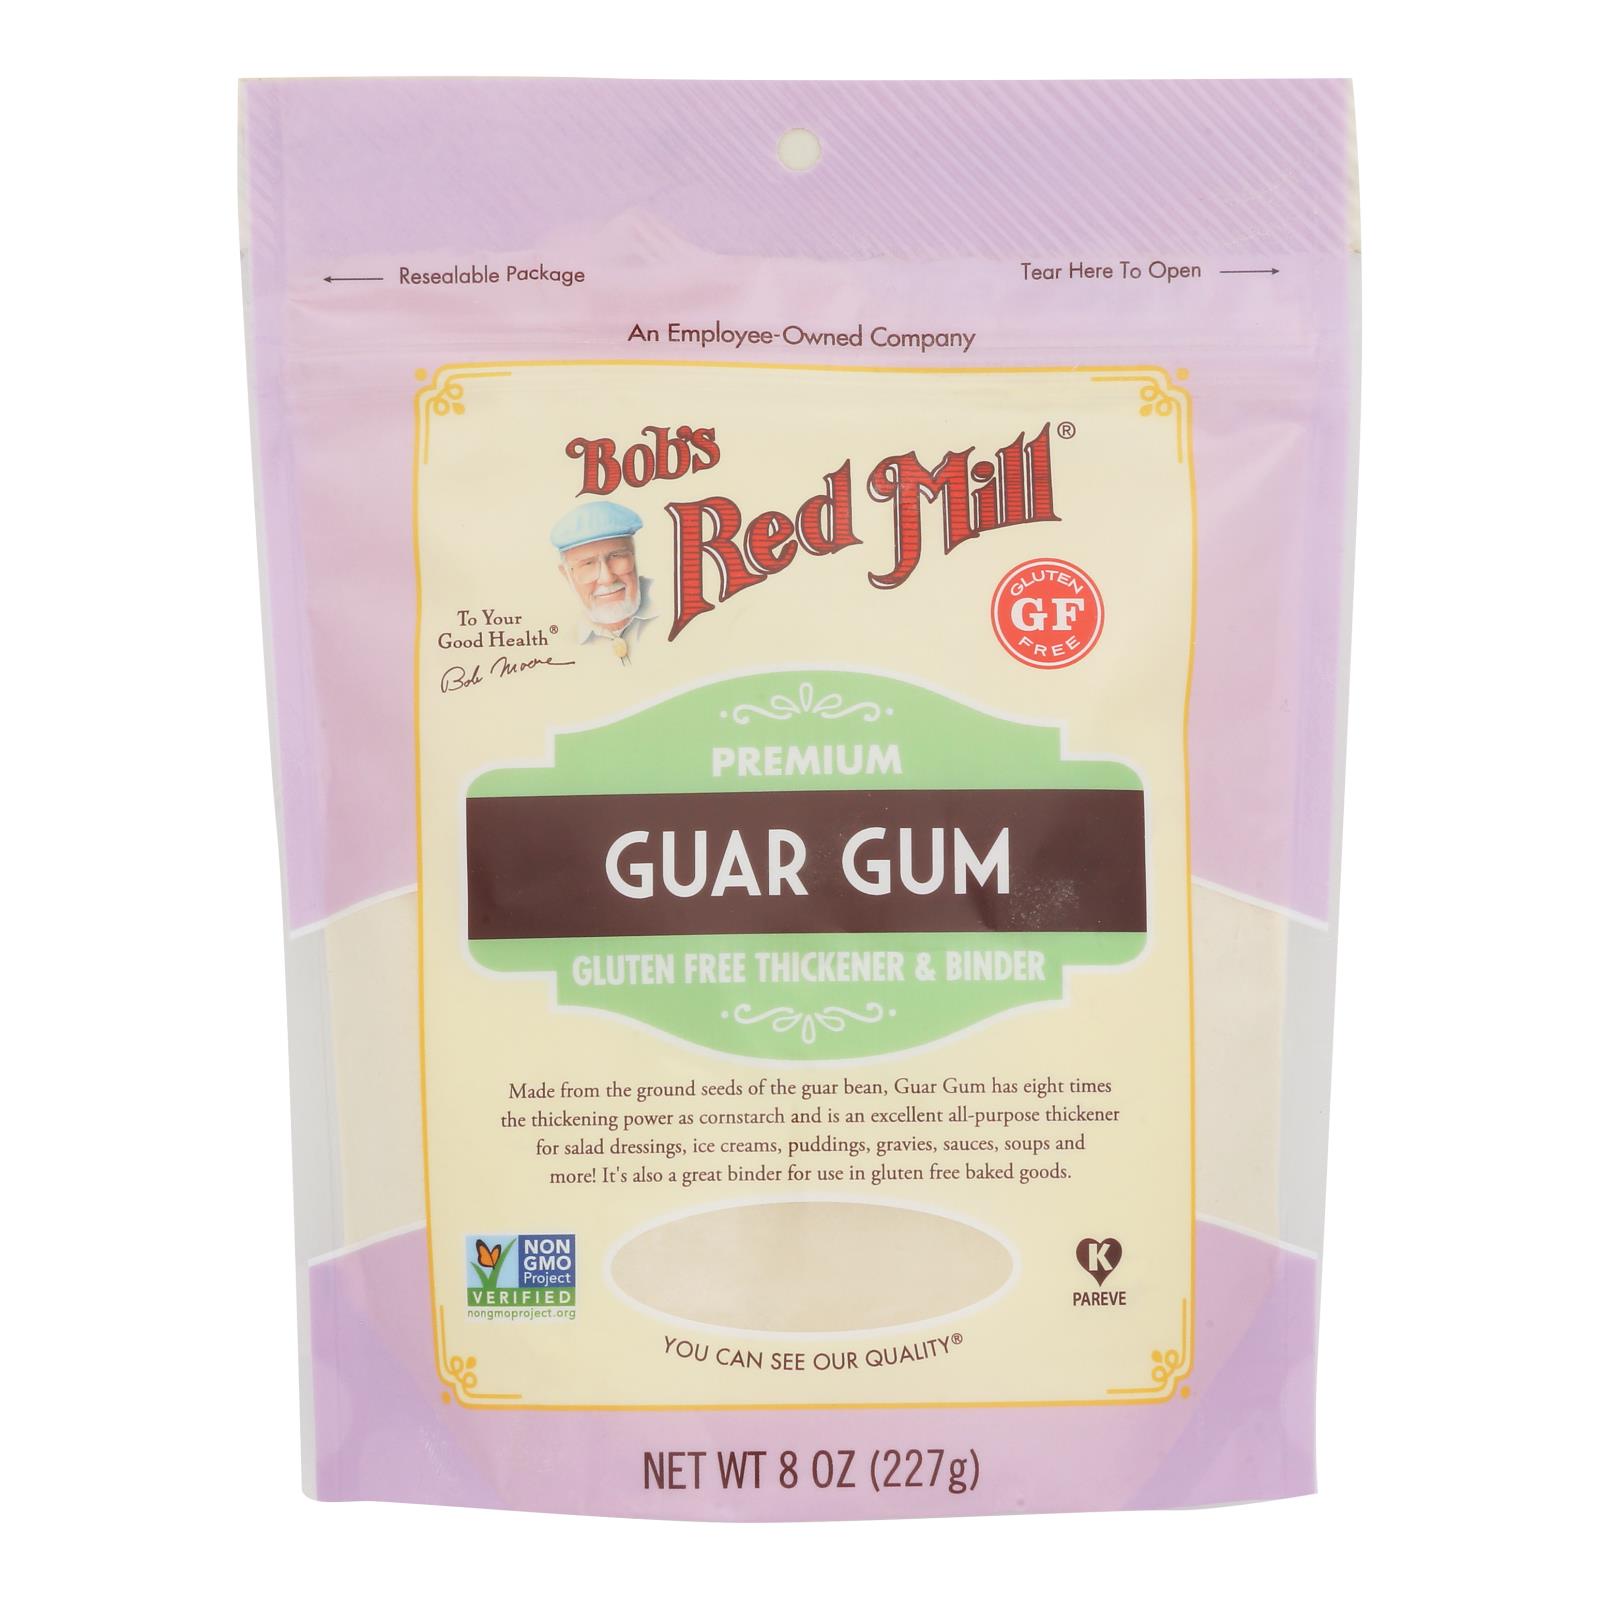 Resealable Package
Tear Here To Open
An Employee-Owned Company
Bob's
Red Mill®
To Your
Good Health®
Bob Moore
GLUTEN
GF
FREE
PREMIUM
GUAR GUM
GLUTEN FREE THICKENER & BINDER
Made from the ground seeds of the guar bean, Guar Gum has eight times
the thickening power as cornstarch and is an excellent all-purpose thickener
for salad dressings, ice creams, puddings, gravies, sauces, soups and
more! It's also a great binder for use in gluten free baked goods.
NON
GMO
Project
VERIFIED
nongmoproject.org
K
PAREVE
YOU CAN SEE OUR QUALITY®
NET WT 8 OZ (227g)